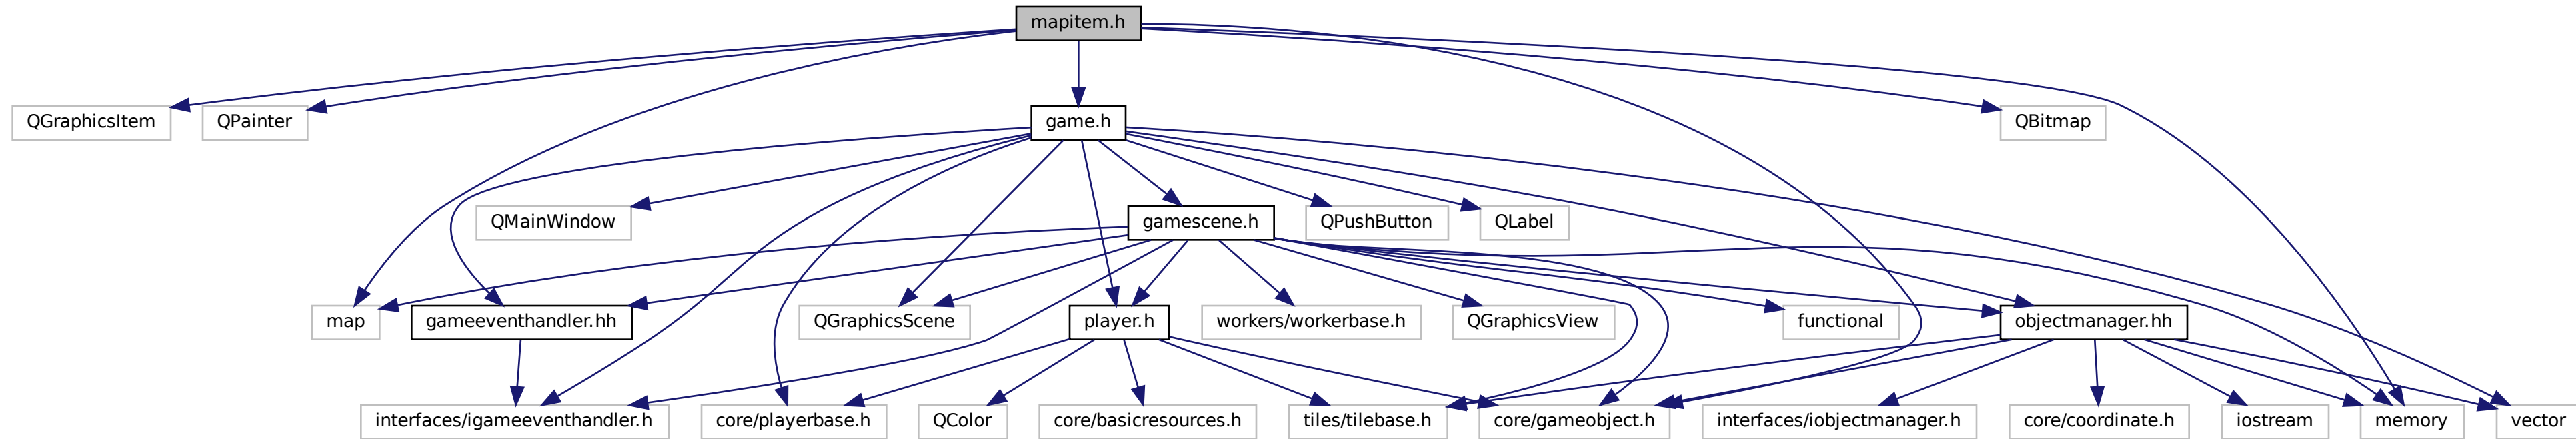 mapitem.h
QGraphicsItem
QPainter
game.h
QBitmap
QMainWindow
gamescene.h
QPushButton
QLabel
map
gameeventhandler.hh
QGraphicsScene
player.h
workers/workerbase.h
QGraphicsView
functional
objectmanager.hh
interfaces/igameeventhandler.h
core/playerbase.h
QColor
core/basicresources.h
tiles/tilebase.h
core/gameobject.h
interfaces/iobjectmanager.h
core/coordinate.h
iostream
memory
vector